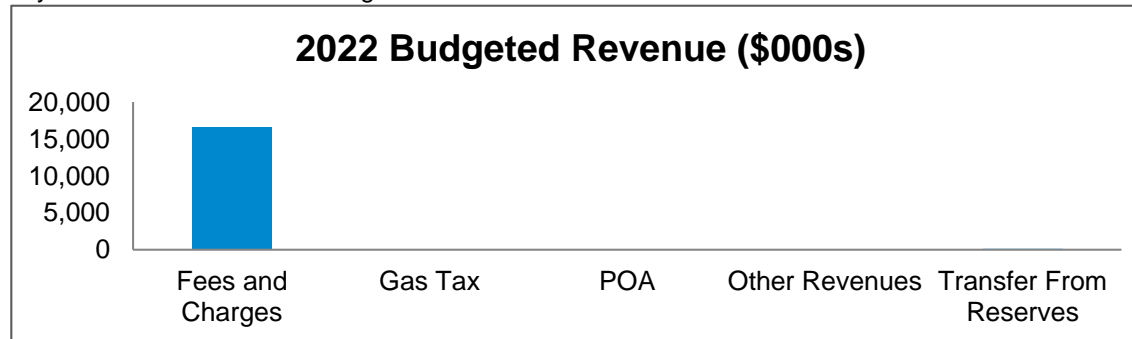 2022 Budgeted Revenue ($000s)
20,000
15,000
10,000
5,000
0
Fees and Charges
Gas Tax
POA
Other Revenues
Transfer From Reserves